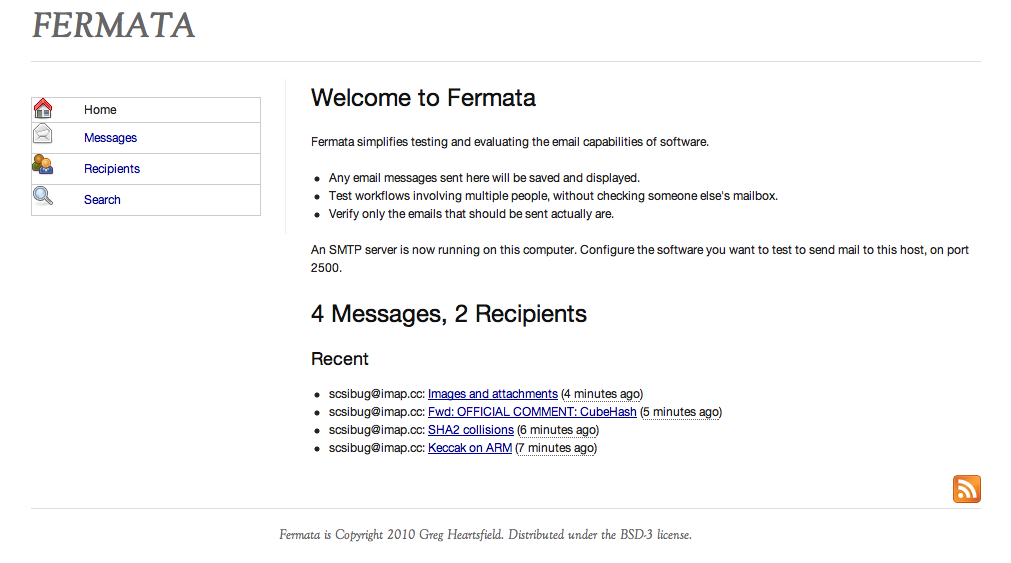 FERMATA
Home
Messages
Recipients
Search
Welcome to Fermata
Fermata simplifies testing and evaluating the email capabilities of software.
Any email messages sent here will be saved and displayed.
Test workflows involving multiple people, without checking someone else's mailbox.
Verify only the emails that should be sent actually are.
An SMTP server is now running on this computer. Configure the software you want to test to send mail to this host, on port
2500.
4 Messages, 2 Recipients
Recent
scsibug@imap.cc: Images and attachments (4 minutes ago)
scsibug@imap.cc: Fwd: OFFICIAL COMMENT: CubeHash (5 minutes ago)
scsibug@imap.cc: SHA2 collisions (6 minutes ago)
scsibug@imap.cc: Keccak on ARM (7 minutes ago)
Fermata is Copyright 2010 Greg Heartsfield. Distributed under the BSD-3 license.